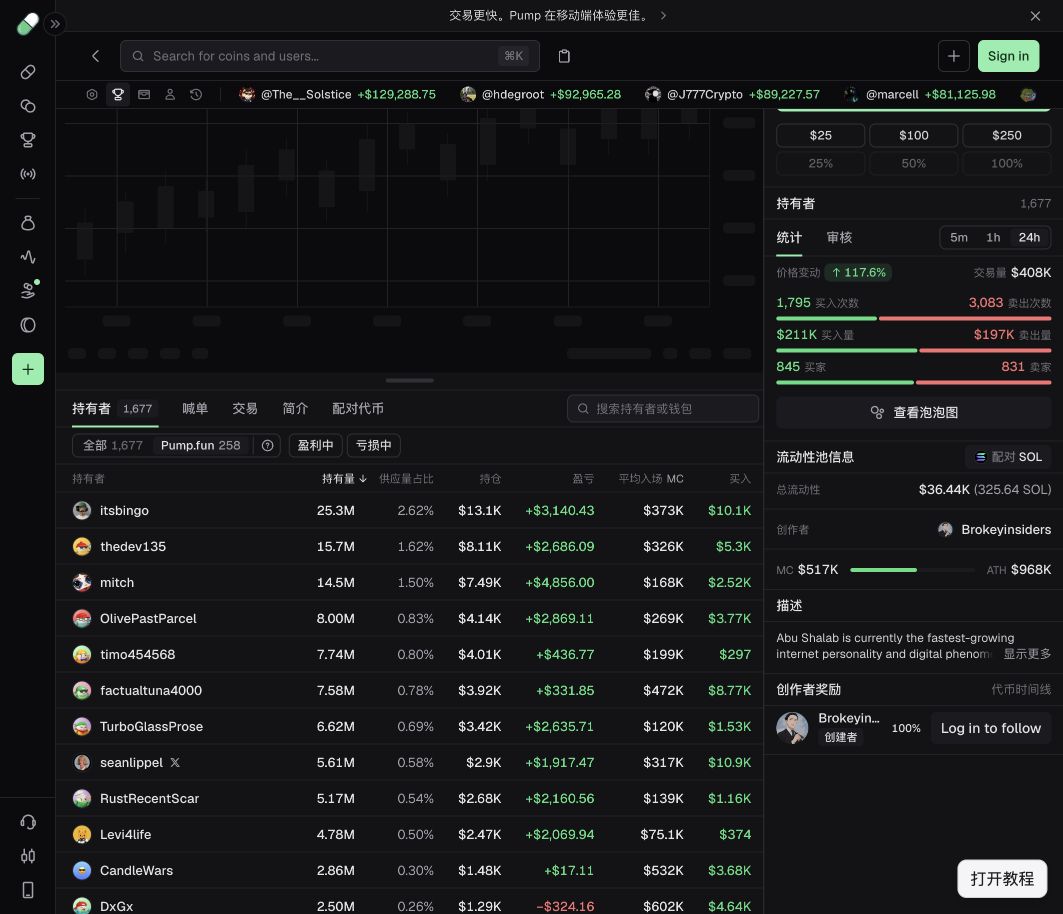 交易更快。Pump 在移动端体验更佳。
Search for coins and users... ⌘K
Sign in
@The__Solstice +$129,288.75 @hdegroot +$92,965.28 @J777Crypto +$89,227.57 @marcell +$81,125.98
$25 $100 $250
25% 50% 100%
持有者 1,677
统计 审核 5m 1h 24h
价格变动 ↑ 117.6% 交易量 $408K
1,795 买入次数 3,083 卖出次数
$211K 买入量 $197K 卖出量
845 买家 831 卖家
查看泡泡图
流动性池信息 配对 SOL
总流动性 $36.44K (325.64 SOL)
创作者 Brokeyinsiders
MC $517K ATH $968K
描述
Abu Shalab is currently the fastest-growing
internet personality and digital phenom 显示更多
创作者奖励 代币时间线
Brokeyin... 100% Log in to follow
创建者
持有者 1,677 喊单 交易 简介 配对代币 搜索持有者或钱包
全部 1,677 Pump.fun 258 盈利中 亏损中
持有者 持有量 ↓ 供应量占比 持仓 盈亏 平均入场 MC 买入
itsbingo 25.3M 2.62% $13.1K +$3,140.43 $373K $10.1K
thedev135 15.7M 1.62% $8.11K +$2,686.09 $326K $5.3K
mitch 14.5M 1.50% $7.49K +$4,856.00 $168K $2.52K
OlivePastParcel 8.00M 0.83% $4.14K +$2,869.11 $269K $3.77K
timo454568 7.74M 0.80% $4.01K +$436.77 $199K $297
factualtuna4000 7.58M 0.78% $3.92K +$331.85 $472K $8.77K
TurboGlassProse 6.62M 0.69% $3.42K +$2,635.71 $120K $1.53K
seanlippel 5.61M 0.58% $2.9K +$1,917.47 $317K $10.9K
RustRecentScar 5.17M 0.54% $2.68K +$2,160.56 $139K $1.16K
Levi4life 4.78M 0.50% $2.47K +$2,069.94 $75.1K $374
CandleWars 2.86M 0.30% $1.48K +$17.11 $532K $3.68K
DxGx 2.50M 0.26% $1.29K −$324.16 $602K $4.64K
打开教程